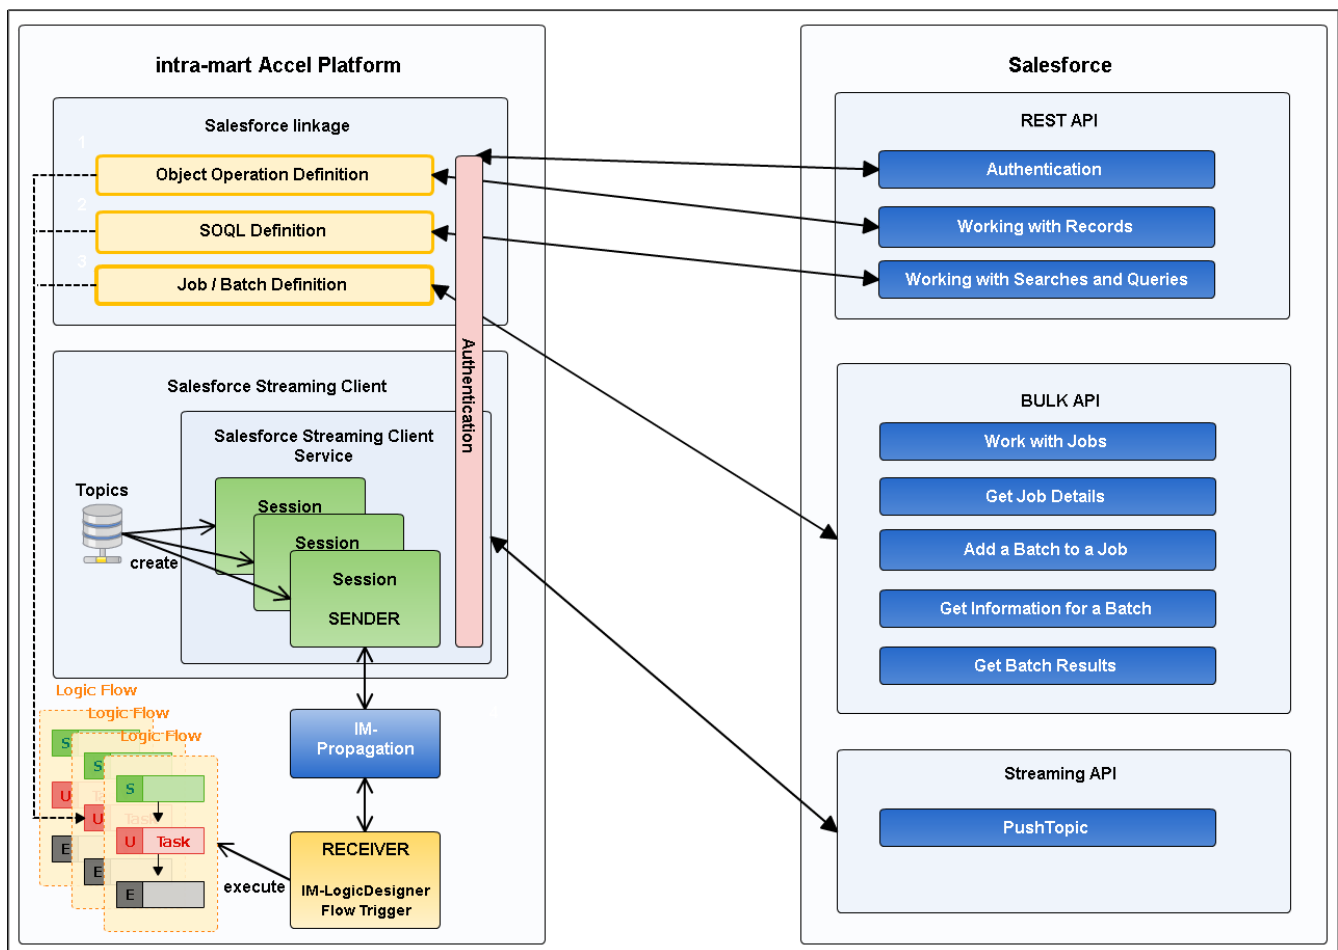 intra-mart Accel Platform
Salesforce linkage
1
Object Operation Definition
2
SOQL Definition
3
Job / Batch Definition
Authentication
Salesforce Streaming Client
Salesforce Streaming Client
Service
Topics
create
Session
Session
Session
SENDER
IM-
Propagation
RECEIVER
IM-LogicDesigner
Flow Trigger
execute
Logic Flow
Logic Flow
Logic Flow
S
S
S
U
U
Task
U
Task
E
E
E
Salesforce
REST API
Authentication
Working with Records
Working with Searches and Queries
BULK API
Work with Jobs
Get Job Details
Add a Batch to a Job
Get Information for a Batch
Get Batch Results
Streaming API
PushTopic